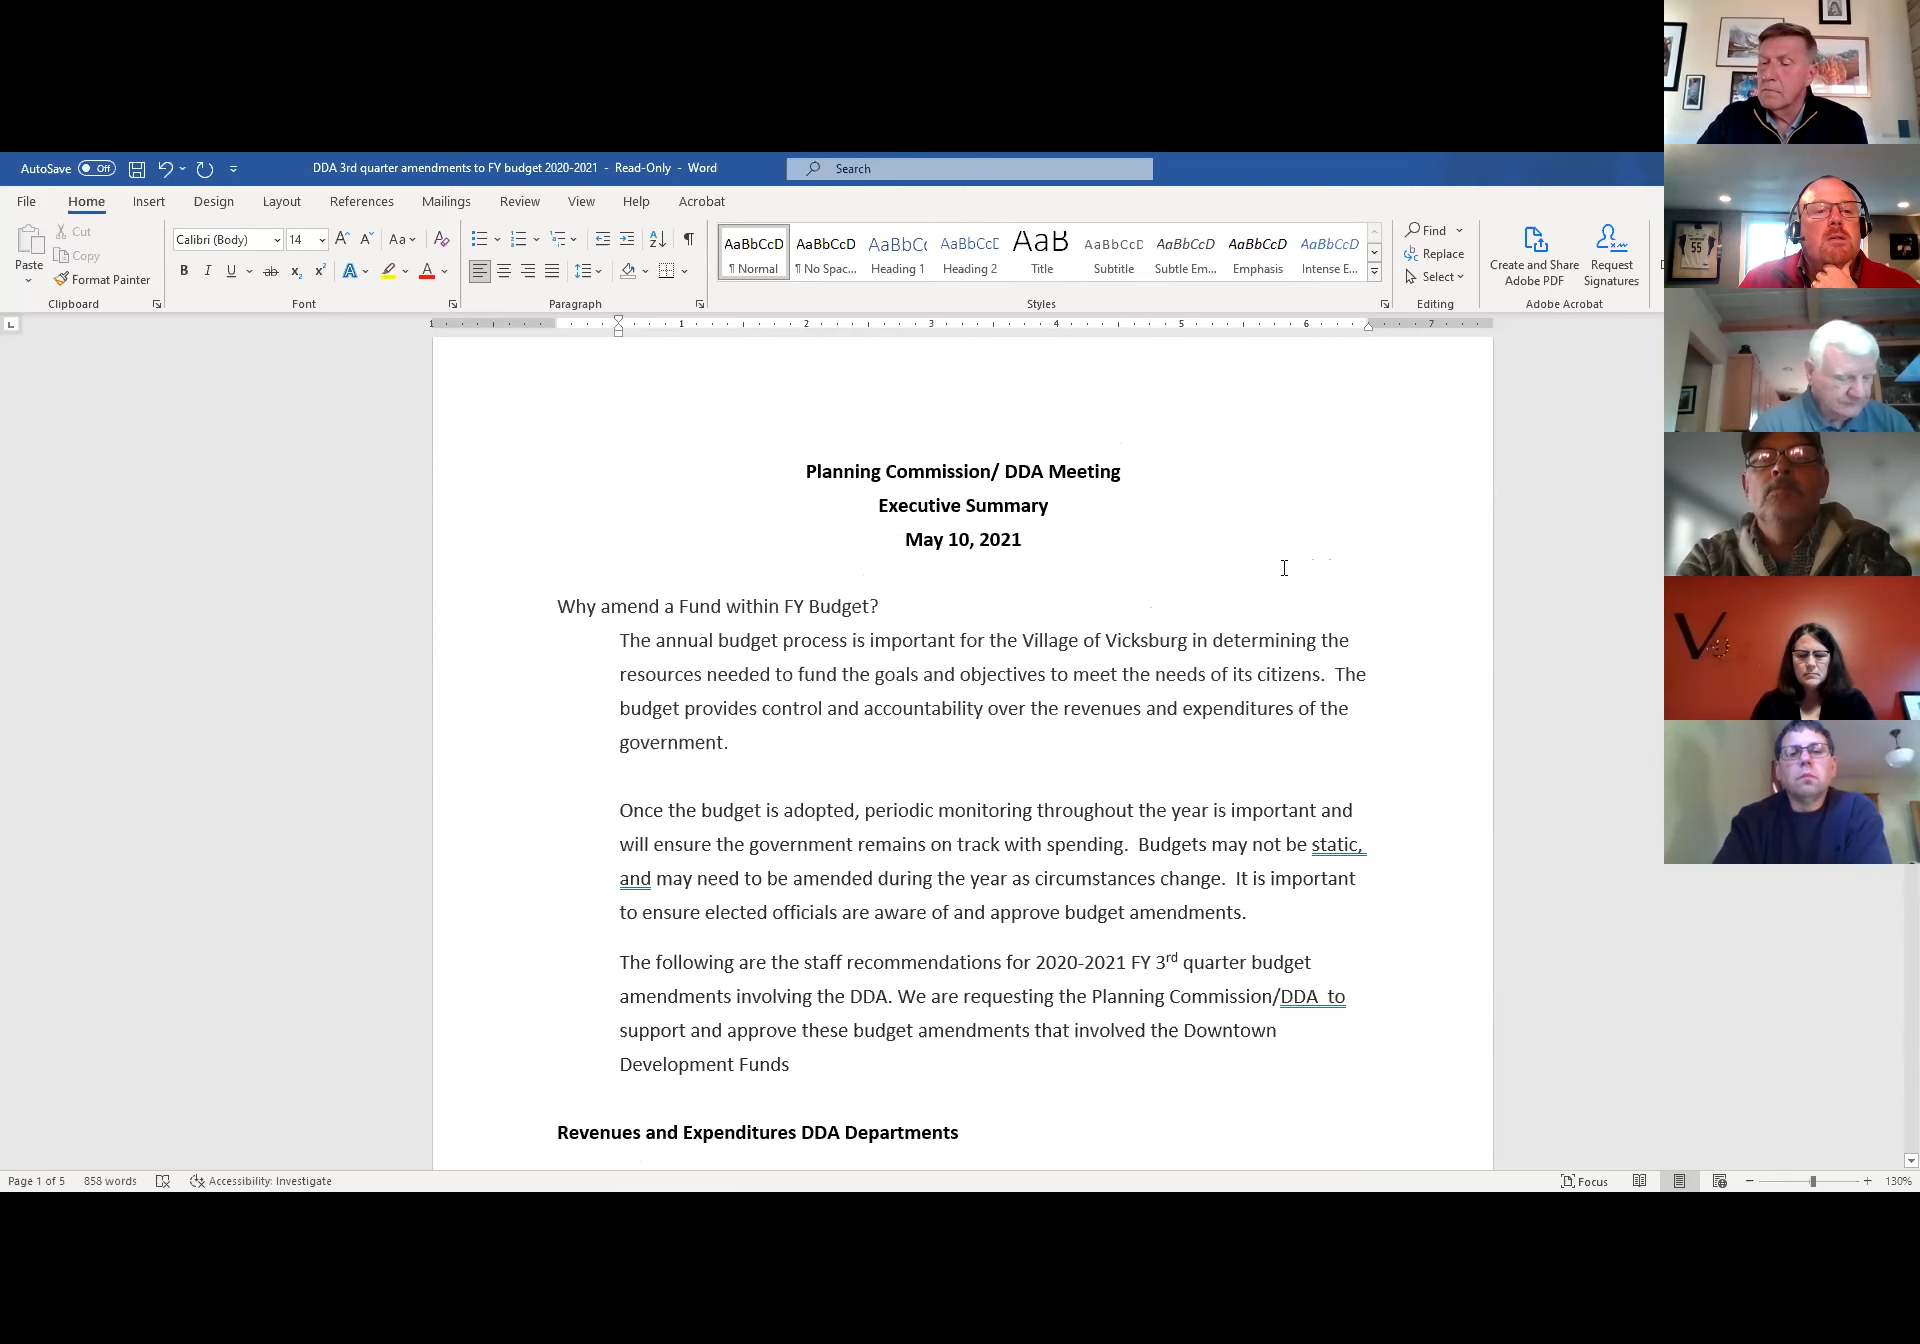 AutoSave Off
DDA 3rd quarter amendments to FY budget 2020-2021 - Read-Only - Word
Search
File Home Insert Design Layout References Mailings Review View Help Acrobat
Paste
Cut
Copy
Format Painter
Clipboard
Calibri (Body) 14
Font
Paragraph
AaBbCcD AaBbCcD AaBbC AaBbCcC AaB AaBbCcC AaBbCcD AaBbCcD AaBbCcD
¶ Normal ¶ No Spac... Heading 1 Heading 2 Title Subtitle Subtle Em... Emphasis Intense E...
Styles
Find
Replace
Select
Editing
Create and Share
Adobe PDF
Request
Signatures
Adobe Acrobat
1 1 2 3 4 5 6 7
Planning Commission/ DDA Meeting
Executive Summary
May 10, 2021
Why amend a Fund within FY Budget?
The annual budget process is important for the Village of Vicksburg in determining the
resources needed to fund the goals and objectives to meet the needs of its citizens.  The
budget provides control and accountability over the revenues and expenditures of the
government.
Once the budget is adopted, periodic monitoring throughout the year is important and
will ensure the government remains on track with spending.  Budgets may not be static,
and may need to be amended during the year as circumstances change.  It is important
to ensure elected officials are aware of and approve budget amendments.
The following are the staff recommendations for 2020-2021 FY 3rd quarter budget
amendments involving the DDA. We are requesting the Planning Commission/DDA  to
support and approve these budget amendments that involved the Downtown
Development Funds
Revenues and Expenditures DDA Departments
Page 1 of 5 858 words Accessibility: Investigate
Focus
130%
55
V